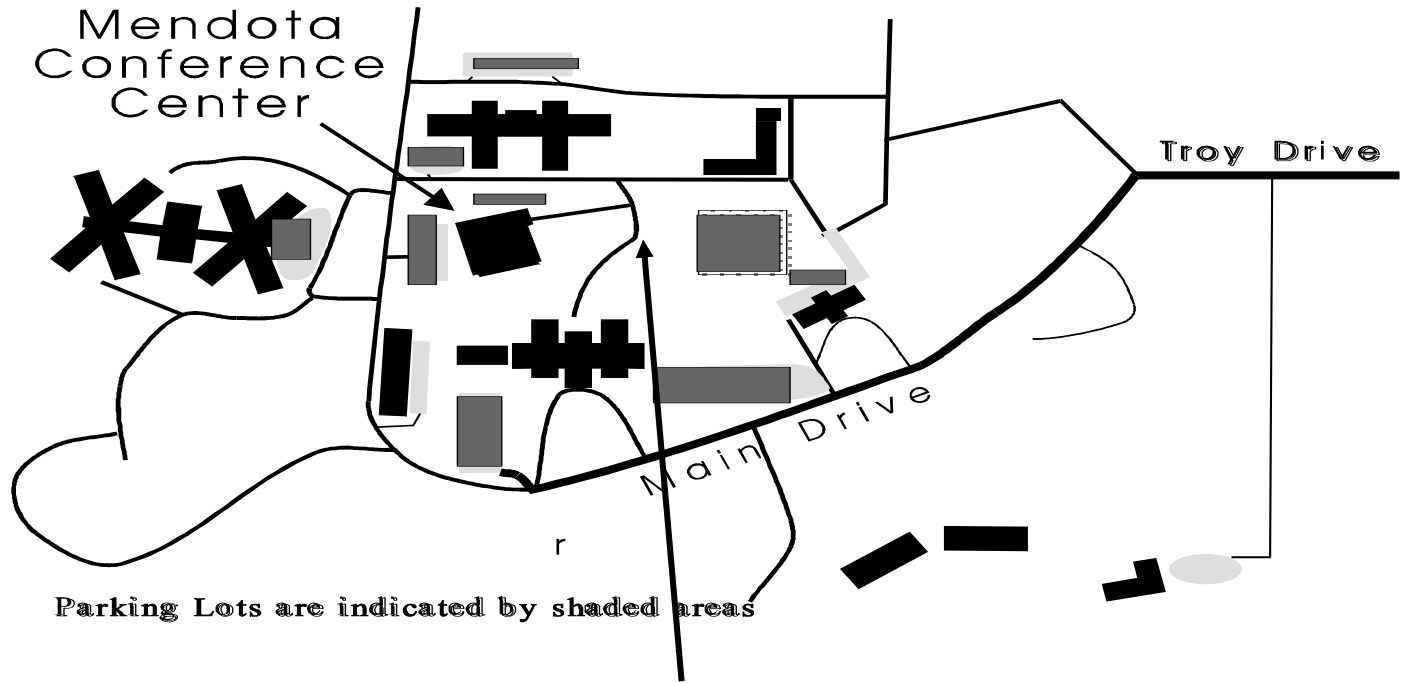 Mendota
Conference
Center
Troy Drive
Main Drive
r
Parking Lots are indicated by shaded areas